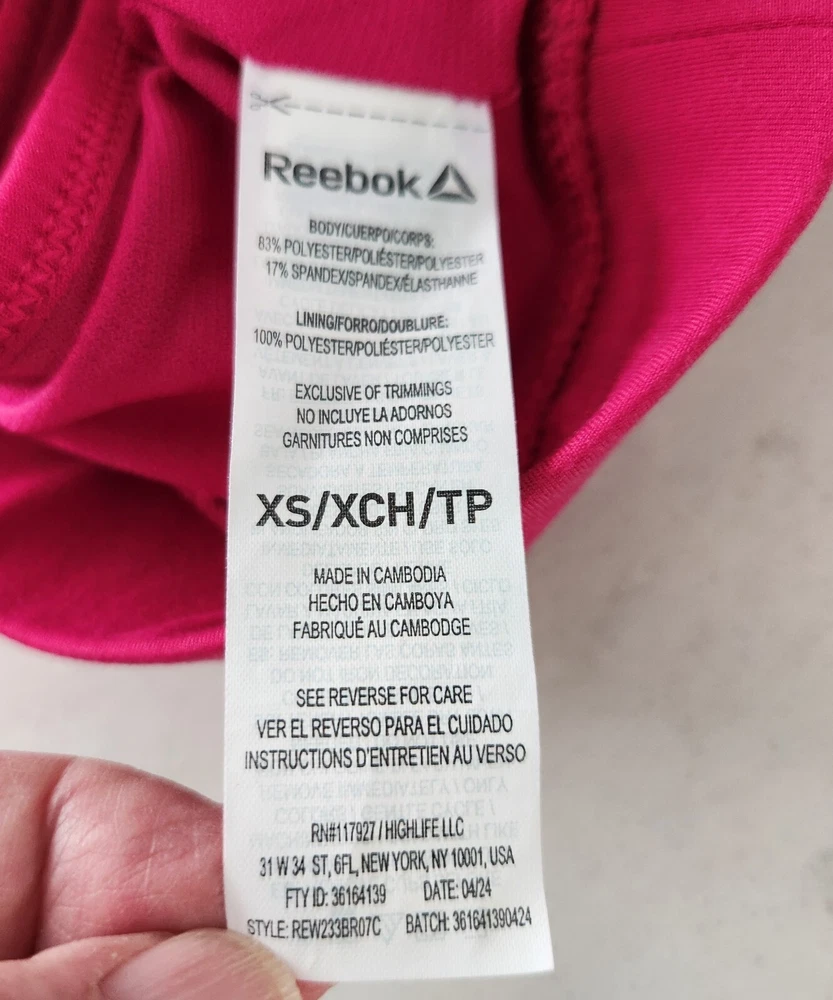 Reebok
BODY/CUERPO/CORPS:
83% POLYESTER/POLIÉSTER/POLYESTER
17% SPANDEX/SPANDEX/ÉLASTHANNE
LINING/FORRO/DOUBLURE:
100% POLYESTER/POLIÉSTER/POLYESTER
EXCLUSIVE OF TRIMMINGS
NO INCLUYE LA ADORNOS
GARNITURES NON COMPRISES
XS/XCH/TP
MADE IN CAMBODIA
HECHO EN CAMBOYA
FABRIQUÉ AU CAMBODGE
SEE REVERSE FOR CARE
VER EL REVERSO PARA EL CUIDADO
INSTRUCTIONS D'ENTRETIEN AU VERSO
RN#117927 / HIGHLIFE LLC
31 W 34 ST, 6FL, NEW YORK, NY 10001, USA
FTY ID: 36164139 DATE: 04/24
STYLE: REW233BR07C BATCH: 361641390424